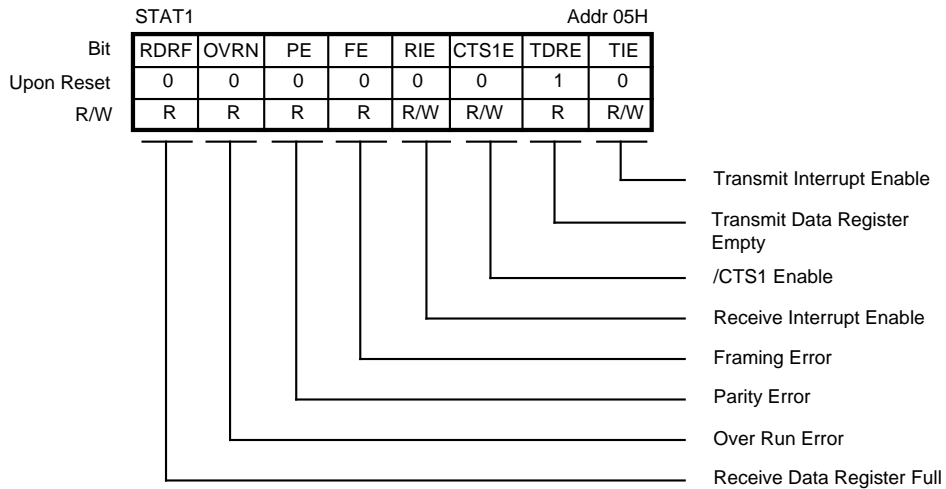 STAT1 Addr 05H
Bit RDRF OVRN PE FE RIE CTS1E TDRE TIE
Upon Reset 0 0 0 0 0 0 1 0
R/W R R R R R/W R/W R R/W
Transmit Interrupt Enable
Transmit Data Register
Empty
/CTS1 Enable
Receive Interrupt Enable
Framing Error
Parity Error
Over Run Error
Receive Data Register Full